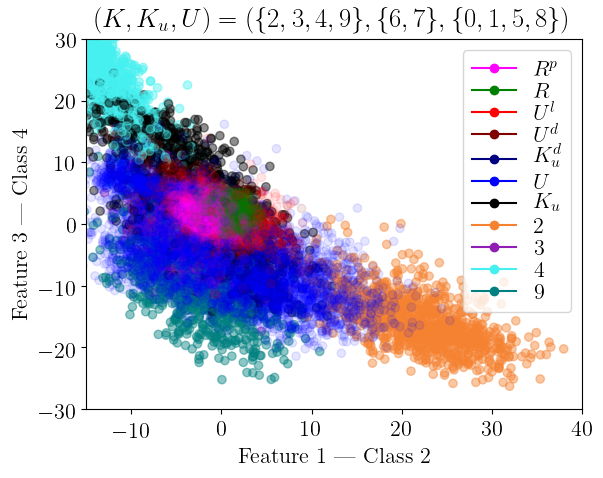 (K, K_u, U) = ({2, 3, 4, 9}, {6, 7}, {0, 1, 5, 8})
30
20
10
0
−10
−20
−30
Feature 3 — Class 4
R^p
R
U^l
U^d
K_u^d
U
K_u
2
3
4
9
−10
0
10
20
30
40
Feature 1 — Class 2